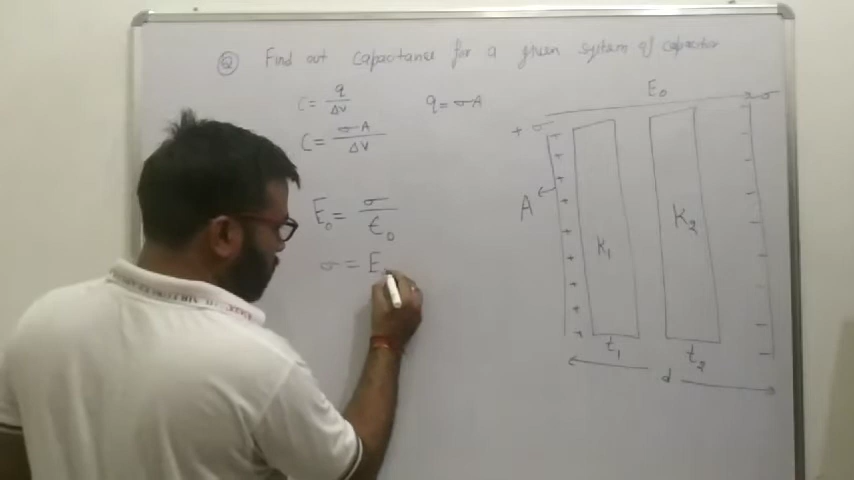 Q Find out capacitance for a given system of capacitor
C = q/ΔV q = σA
C = σA/ΔV
E₀ = σ/ϵ₀
σ = E
E₀
+σ -σ
A
K₁ K₂
t₁ t₂
d